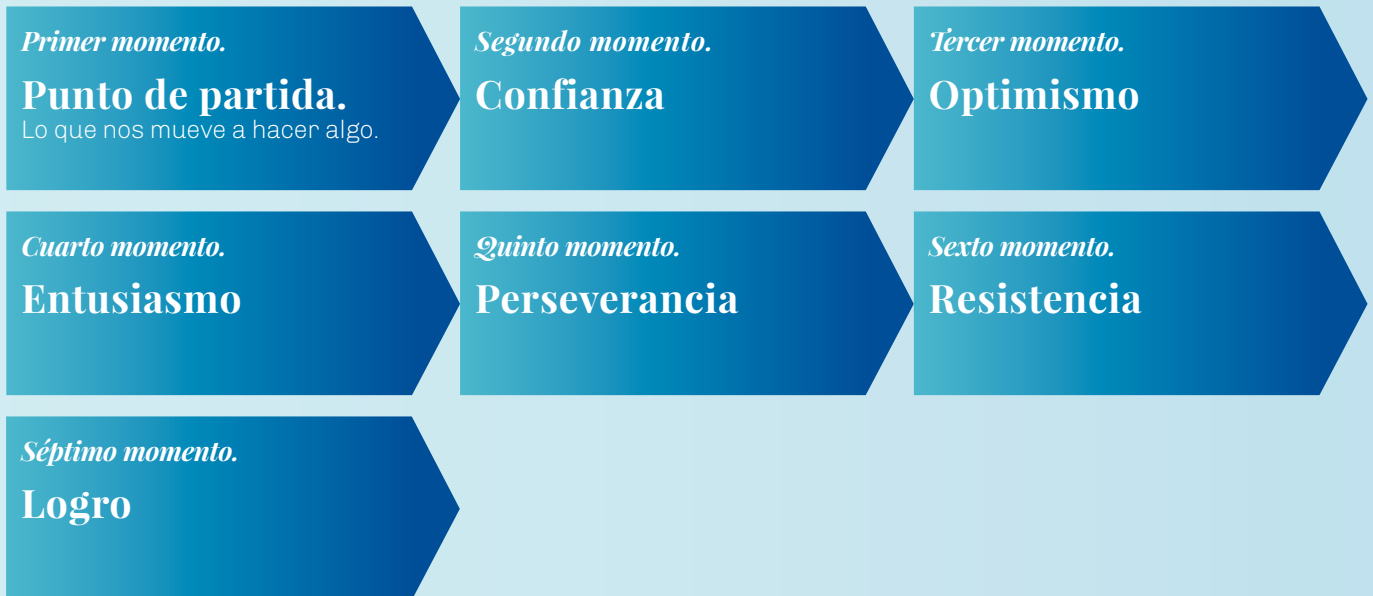 Primer momento.
Punto de partida.
Lo que nos mueve a hacer algo.
Segundo momento.
Confianza
Tercer momento.
Optimismo
Cuarto momento.
Entusiasmo
Quinto momento.
Perseverancia
Sexto momento.
Resistencia
Séptimo momento.
Logro